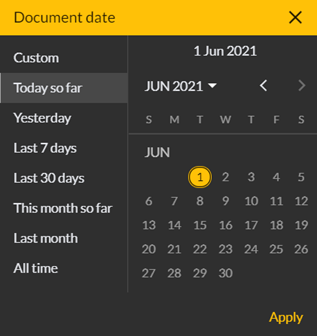 Document date
Custom
Today so far
Yesterday
Last 7 days
Last 30 days
This month so far
Last month
All time
1 Jun 2021
JUN 2021
S M T W T F S
JUN
1 2 3 4 5
6 7 8 9 10 11 12
13 14 15 16 17 18 19
20 21 22 23 24 25 26
27 28 29 30
Apply